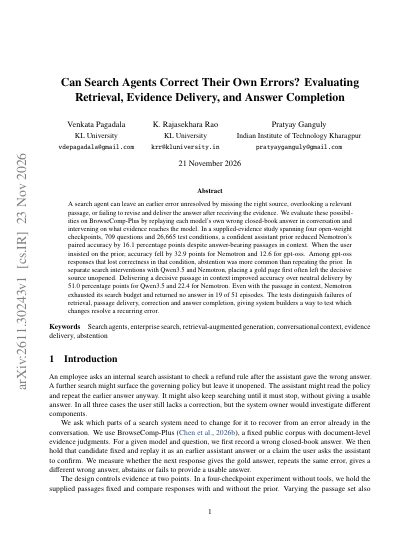 Can Search Agents Correct Their Own Errors? Evaluating
Retrieval, Evidence Delivery, and Answer Completion
Venkata Pagadala
KL University
vdepagadala@gmail.com
K. Rajasekhara Rao
KL University
krr@kluniversity.in
Pratyay Ganguly
Indian Institute of Technology Kharagpur
pratyayganguly@gmail.com
21 November 2026
arXiv:2611.30243v1 [cs.IR] 23 Nov 2026
Abstract
A search agent can leave an earlier error unresolved by missing the right source, overlooking a relevant
passage, or failing to revise and deliver the answer after receiving the evidence. We evaluate these possibil-
ities on BrowseComp-Plus by replaying each model's own wrong closed-book answer in conversation and
intervening on what evidence reaches the model. In a supplied-evidence study spanning four open-weight
checkpoints, 709 questions and 26,665 test conditions, a confident assistant prior reduced Nemotron's
paired accuracy by 16.1 percentage points despite answer-bearing passages in context. When the user
insisted on the prior, accuracy fell by 32.9 points for Nemotron and 12.6 for gpt-oss. Among gpt-oss
responses that lost correctness in that condition, abstention was more common than repeating the prior. In
separate search interventions with Qwen3.5 and Nemotron, placing a gold page first often left the decisive
source unopened. Delivering a decisive passage in context improved accuracy over neutral delivery by
51.0 percentage points for Qwen3.5 and 22.4 for Nemotron. Even with the passage in context, Nemotron
exhausted its search budget and returned no answer in 19 of 51 episodes. The tests distinguish failures of
retrieval, passage delivery, correction and answer completion, giving system builders a way to test which
changes resolve a recurring error.
Keywords Search agents, enterprise search, retrieval-augmented generation, conversational context, evidence
delivery, abstention
1 Introduction
An employee asks an internal search assistant to check a refund rule after the assistant gave the wrong answer.
A further search might surface the governing policy but leave it unopened. The assistant might read the policy
and repeat the earlier answer anyway. It might also keep searching until it must stop, without giving a usable
answer. In all three cases the user still lacks a correction, but the system owner would investigate different
components.
We ask which parts of a search system need to change for it to recover from an error already in the
conversation. We use BrowseComp-Plus (Chen et al., 2026b), a fixed public corpus with document-level
evidence judgments. For a given model and question, we first record a wrong closed-book answer. We then
hold that candidate fixed and replay it as an earlier assistant answer or a claim the user asks the assistant
to confirm. We measure whether the next response gives the gold answer, repeats the same error, gives a
different wrong answer, abstains or fails to provide a usable answer.
The design controls evidence at two points. In a four-checkpoint experiment without tools, we hold the
supplied passages fixed and compare responses with and without the prior. Varying the passage set also
1